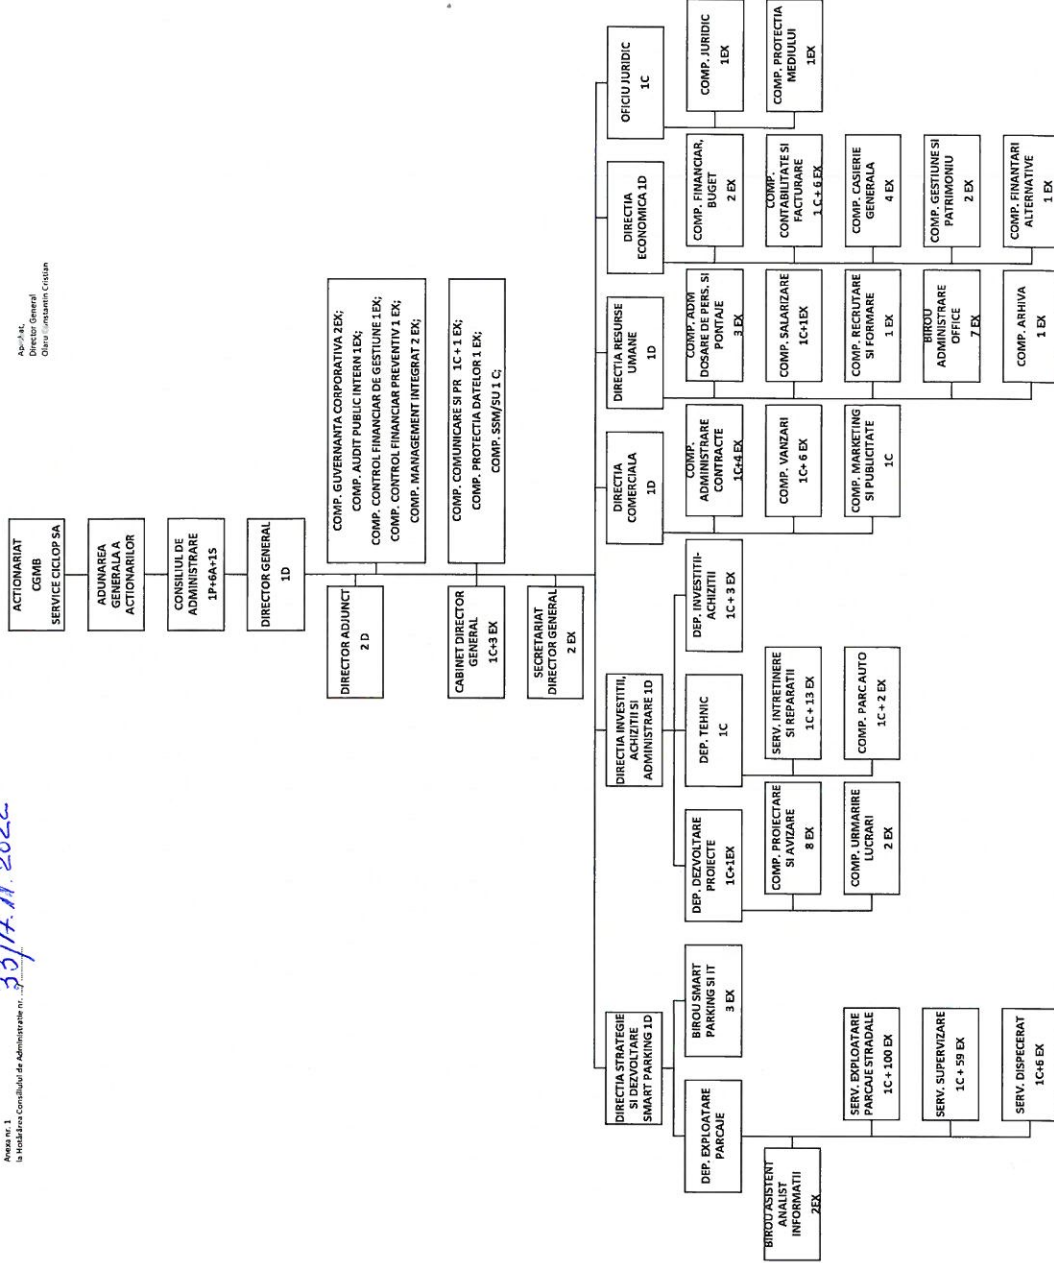 Anexa nr. 1
la Hotărârea Consiliului de Administratie nr.
Director General
Olaru Constantin Cristian
ACTIONARIAT
CGMB
SERVICE CICLOP SA
ADUNAREA
GENERALA A
ACTIONARILOR
CONSILIUL DE
ADMINISTRARE
1P+6A+1S
DIRECTOR GENERAL
1D
DIRECTOR ADJUNCT
2 D
COMP. GUVERNANTA CORPORATIVA 2EX;
COMP. AUDIT PUBLIC INTERN 1EX;
COMP. CONTROL FINANCIAR DE GESTIUNE 1 EX;
COMP. CONTROL FINANCIAR PREVENTIV 1 EX;
COMP. MANAGEMENT INTEGRAT 2 EX;
CABINET DIRECTOR
GENERAL
1C+3 EX
COMP. COMUNICARE SI PR 1C + 1 EX;
COMP. PROTECTIA DATELOR 1 EX;
COMP. SSM/SU 1 C;
SECRETARIAT
DIRECTOR GENERAL
2 EX
DIRECTIA STRATEGIE
SI DEZVOLTARE
SMART PARKING 1D
DEP. EXPLOATARE
PARCAJE
BIROU SMART
PARKING SI IT
3 EX
BIROU ASISTENT
ANALIST
INFORMATII
2EX
SERV. EXPLOATARE
PARCAJE STRADALE
1C + 100 EX
SERV. SUPERVIZARE
1C + 59 EX
SERV. DISPECERAT
1C+6 EX
DIRECTIA INVESTITII,
ACHIZITII SI
ADMINISTRARE 1D
DEP. DEZVOLTARE
PROIECTE
1C+1EX
COMP. PROIECTARE
SI AVIZARE
8 EX
COMP. URMARIRE
LUCRARI
2 EX
DEP. TEHNIC
1C
SERV. INTRETINERE
SI REPARATII
1C + 13 EX
COMP. PARC AUTO
1C + 2 EX
DEP. INVESTITII-
ACHIZITII
1C + 3 EX
DIRECTIA
COMERCIALA
1D
COMP.
ADMINISTRARE
CONTRACTE
1C+4 EX
COMP. VANZARI
1C+ 6 EX
COMP. MARKETING
SI PUBLICITATE
1C
DIRECTIA RESURSE
UMANE
1D
COMP. ADM
DOSARE DE PERS. SI
PONTAJE
3 EX
COMP. SALARIZARE
1C+1EX
COMP. RECRUTARE
SI FORMARE
1 EX
BIROU
ADMINISTRARE
OFFICE
7 EX
COMP. ARHIVA
1 EX
DIRECTIA
ECONOMICA 1D
COMP. FINANCIAR,
BUGET
2 EX
COMP.
CONTABILITATE SI
FACTURARE
1 C + 6 EX
COMP. CASIERIE
GENERALA
4 EX
COMP. GESTIUNE SI
PATRIMONIU
2 EX
COMP. FINANTARI
ALTERNATIVE
1 EX
OFICIU JURIDIC
1C
COMP. JURIDIC
1EX
COMP. PROTECTIA
MEDIULUI
1EX